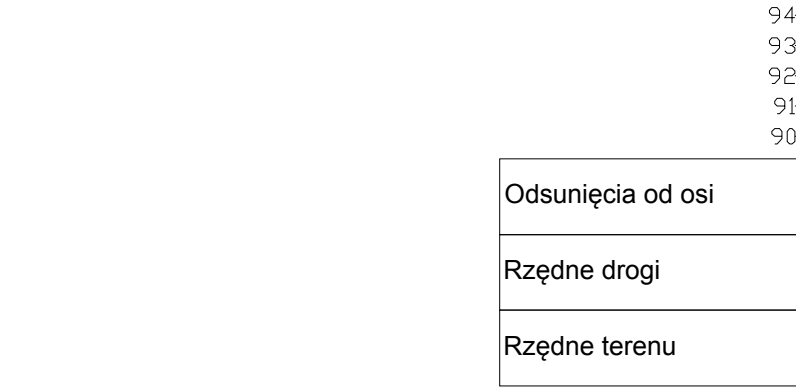 94
93
92
91
90
Odsunięcia od osi
Rzędne drogi
Rzędne terenu